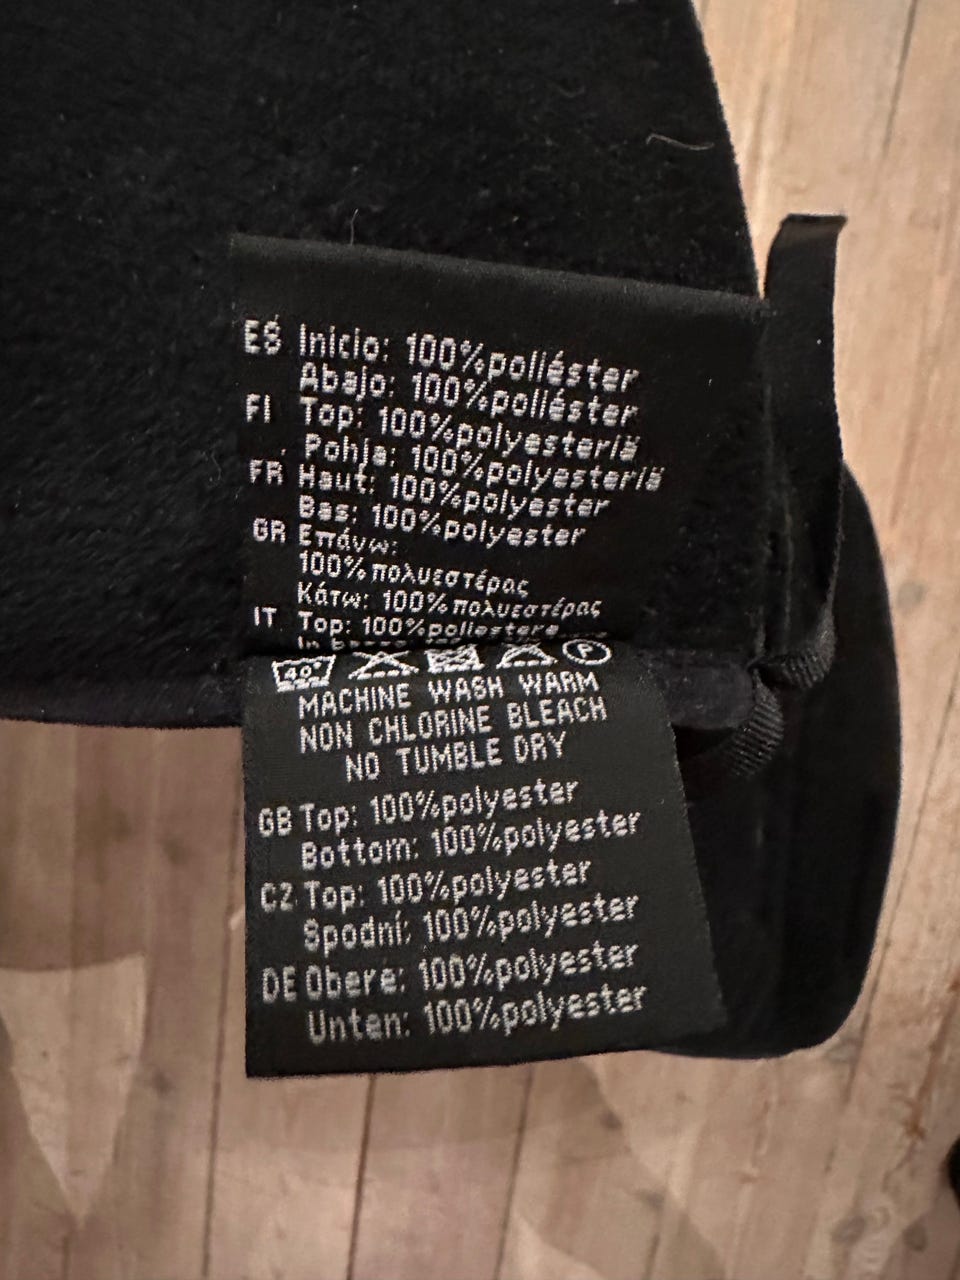 ES Inicio: 100%poliéster
Abajo: 100%poliéster
FI Top: 100%polyesteriä
Pohja: 100%polyesteriä
FR Haut: 100%polyester
Bas: 100%polyester
GR Επάνω:
100% πολυεστέρας
Κάτω: 100% πολυεστέρας
IT Top: 100%poliestere
40°
P
MACHINE WASH WARM
NON CHLORINE BLEACH
NO TUMBLE DRY
GB Top: 100%polyester
Bottom: 100%polyester
CZ Top: 100%polyester
Spodní: 100%polyester
DE Obere: 100%polyester
Unten: 100%polyester